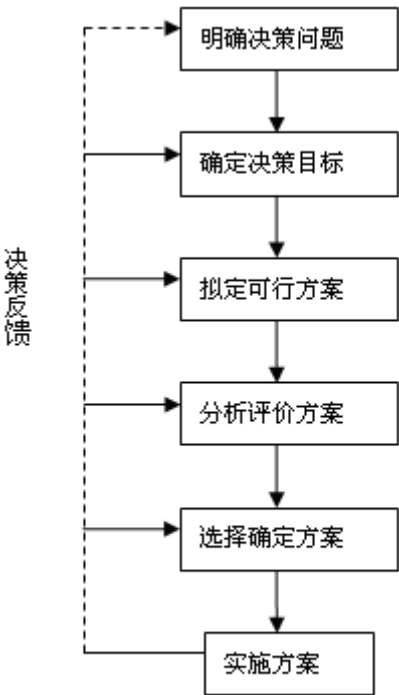 明确决策问题
确定决策目标
拟定可行方案
分析评价方案
选择确定方案
实施方案
决策反馈